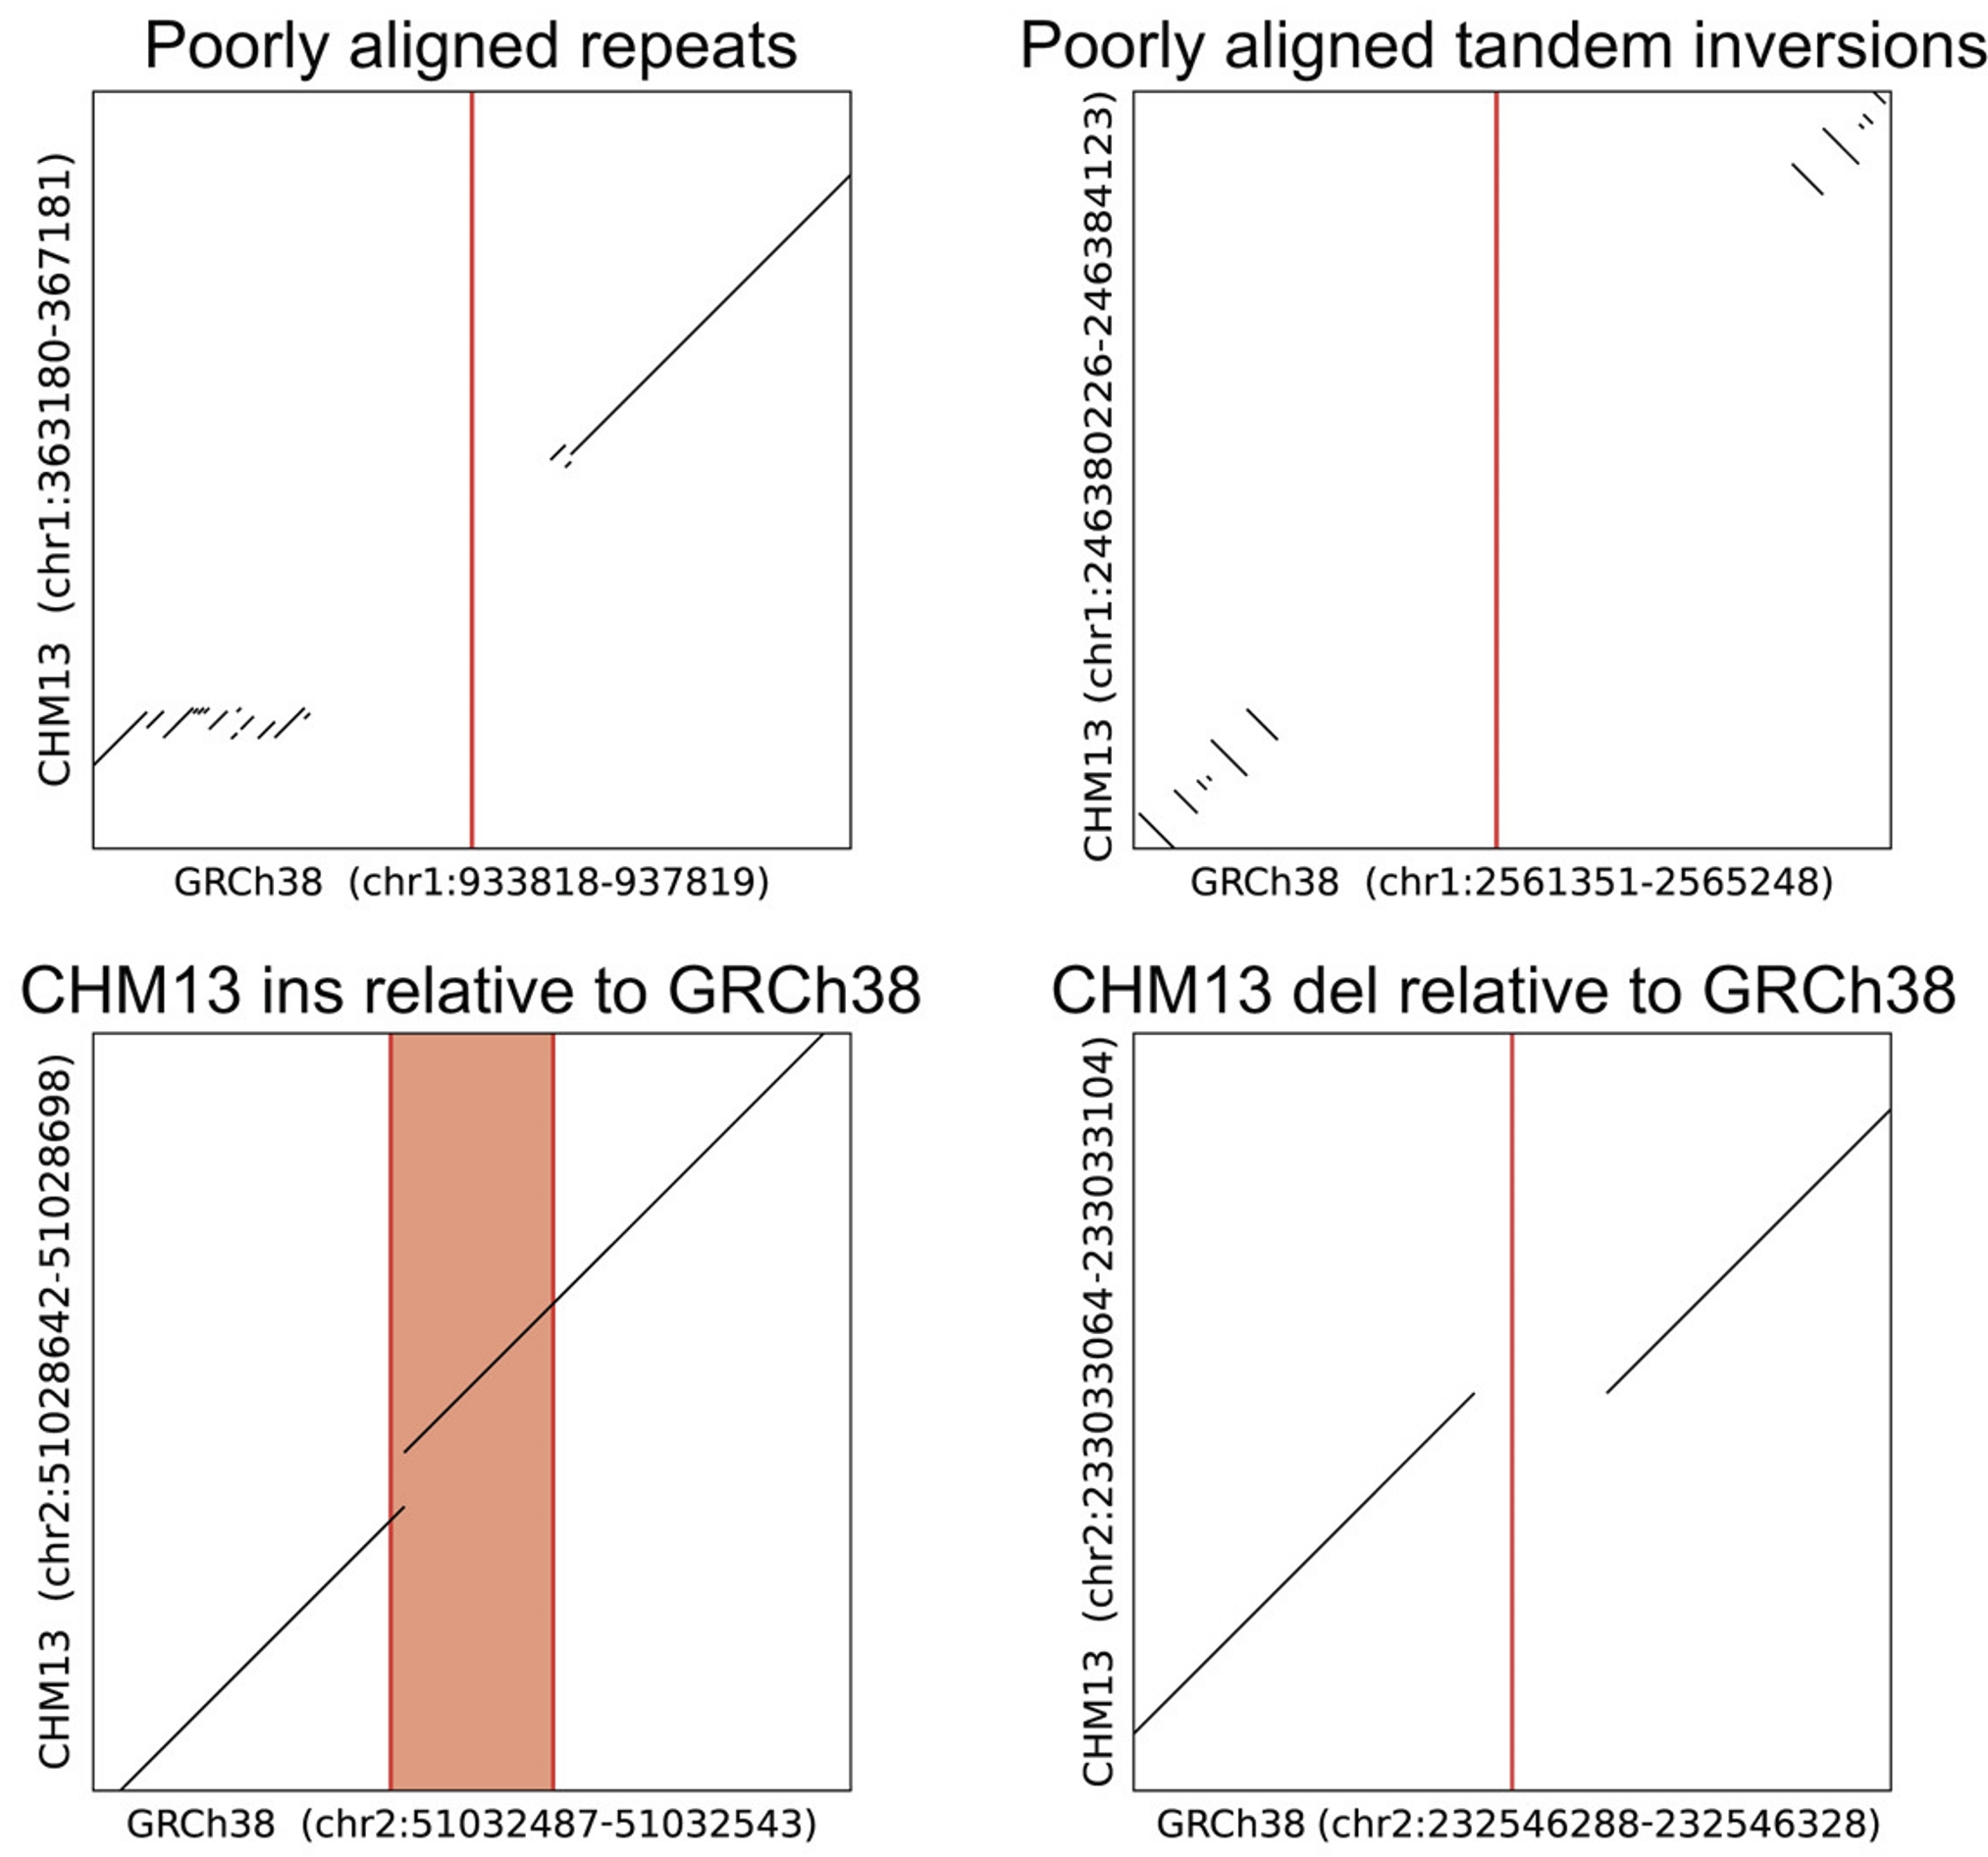 Poorly aligned repeats
CHM13 (chr1:363180-367181)
GRCh38 (chr1:933818-937819)
Poorly aligned tandem inversions
CHM13 (chr1:246380226-246384123)
GRCh38 (chr1:2561351-2565248)
CHM13 ins relative to GRCh38
CHM13 (chr2:51028642-51028698)
GRCh38 (chr2:51032487-51032543)
CHM13 del relative to GRCh38
CHM13 (chr2:233033064-233033104)
GRCh38 (chr2:232546288-232546328)